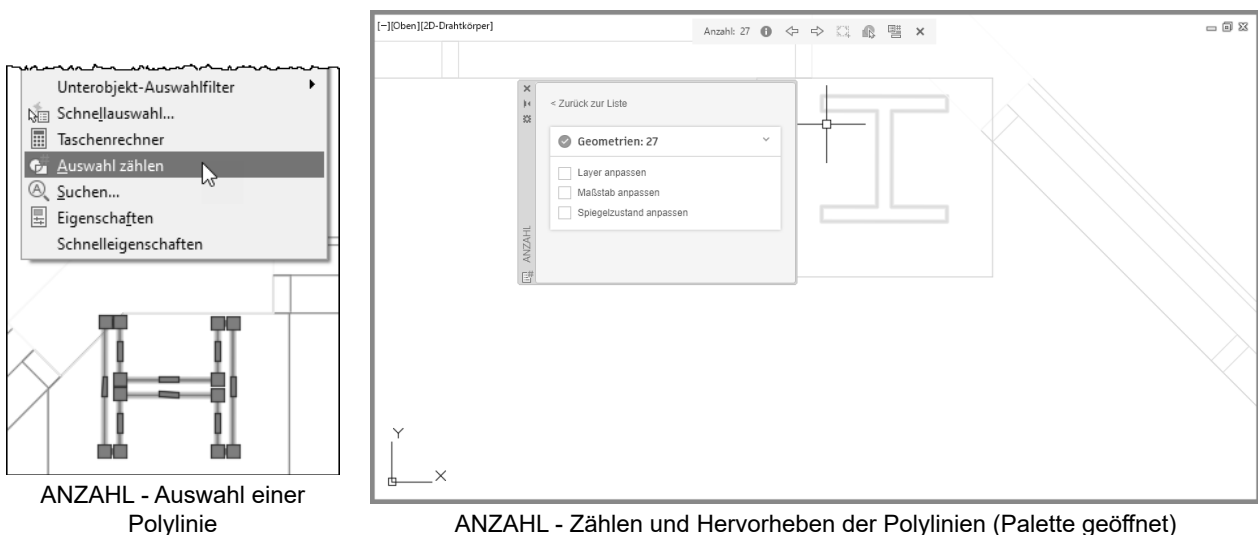 Unterobjekt-Auswahlfilter
Schnellauswahl...
Taschenrechner
Auswahl zählen
Suchen...
Eigenschaften
Schnelleigenschaften
ANZAHL - Auswahl einer
Polylinie
[−][Oben][2D-Drahtkörper]
Anzahl: 27
< Zurück zur Liste
Geometrien: 27
Layer anpassen
Maßstab anpassen
Spiegelzustand anpassen
ANZAHL
Y
X
ANZAHL - Zählen und Hervorheben der Polylinien (Palette geöffnet)